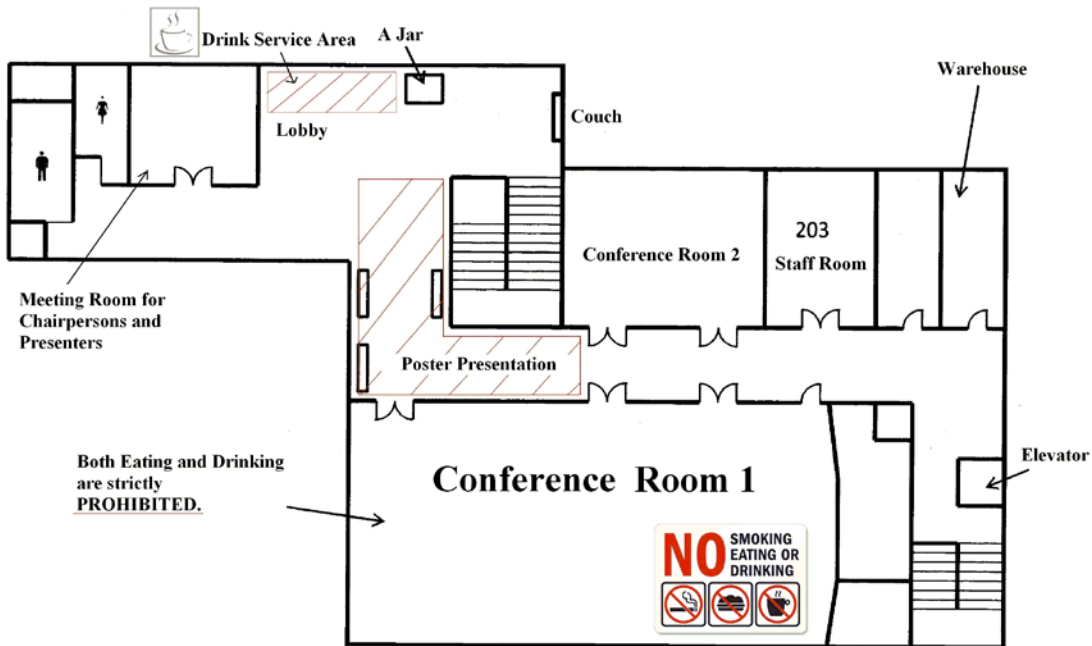 Drink Service Area
A Jar
Warehouse
Couch
Lobby
203
Staff Room
Conference Room 2
Meeting Room for
Chairpersons and
Presenters
Poster Presentation
Both Eating and Drinking
are strictly
PROHIBITED.
Conference Room 1
Elevator
NO
SMOKING
EATING OR
DRINKING